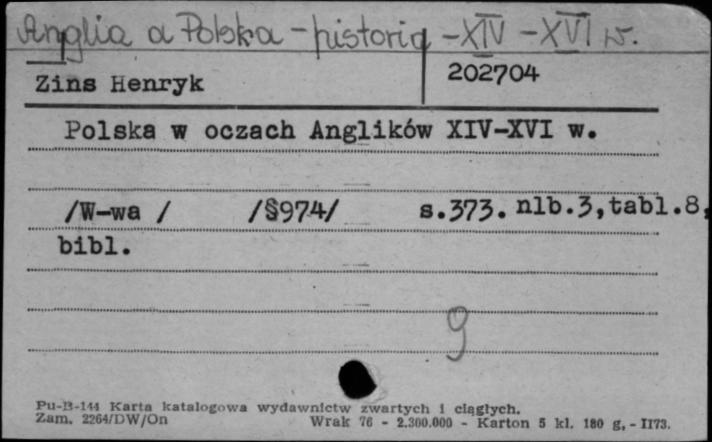 Anglia a Polska - historia - XIV - XVI w.
Zins Henryk
202704
Polska w oczach Anglików XIV-XVI w.
/W-wa / /§974/ s.373. nlb.3,tabl.8,
bibl.
9
Pu-B-144 Karta katalogowa wydawnictw zwartych i ciągłych.
Zam. 2264/DW/On Wrak 76 - 2.300.000 - Karton 5 kl. 180 g, - II73.